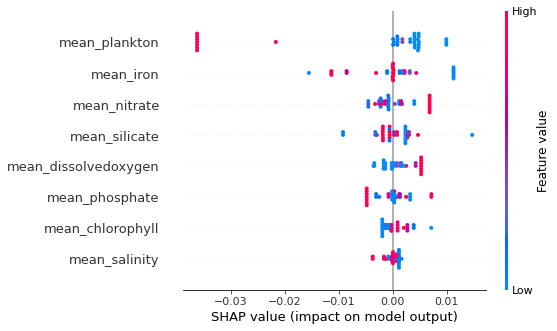 High
mean_plankton
mean_iron
mean_nitrate
mean_silicate
mean_dissolvedoxygen
mean_phosphate
mean_chlorophyll
mean_salinity
Feature value
Low
−0.03 −0.02 −0.01 0.00 0.01
SHAP value (impact on model output)